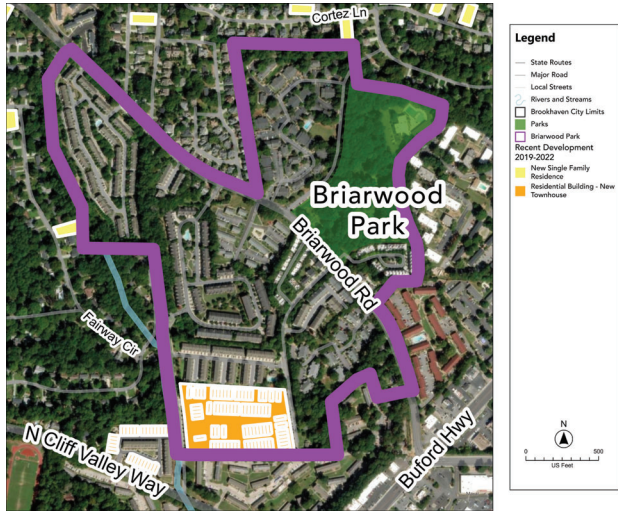 Cortez Ln
Briarwood
Park
Briarwood Rd
Fairway Cir
N Cliff Valley Way
Buford Hwy
Legend
State Routes
Major Road
Local Streets
Rivers and Streams
Brookhaven City Limits
Parks
Briarwood Park
Recent Development
2019-2022
New Single Family
Residence
Residential Building - New
Townhouse
N
0 500
US Feet